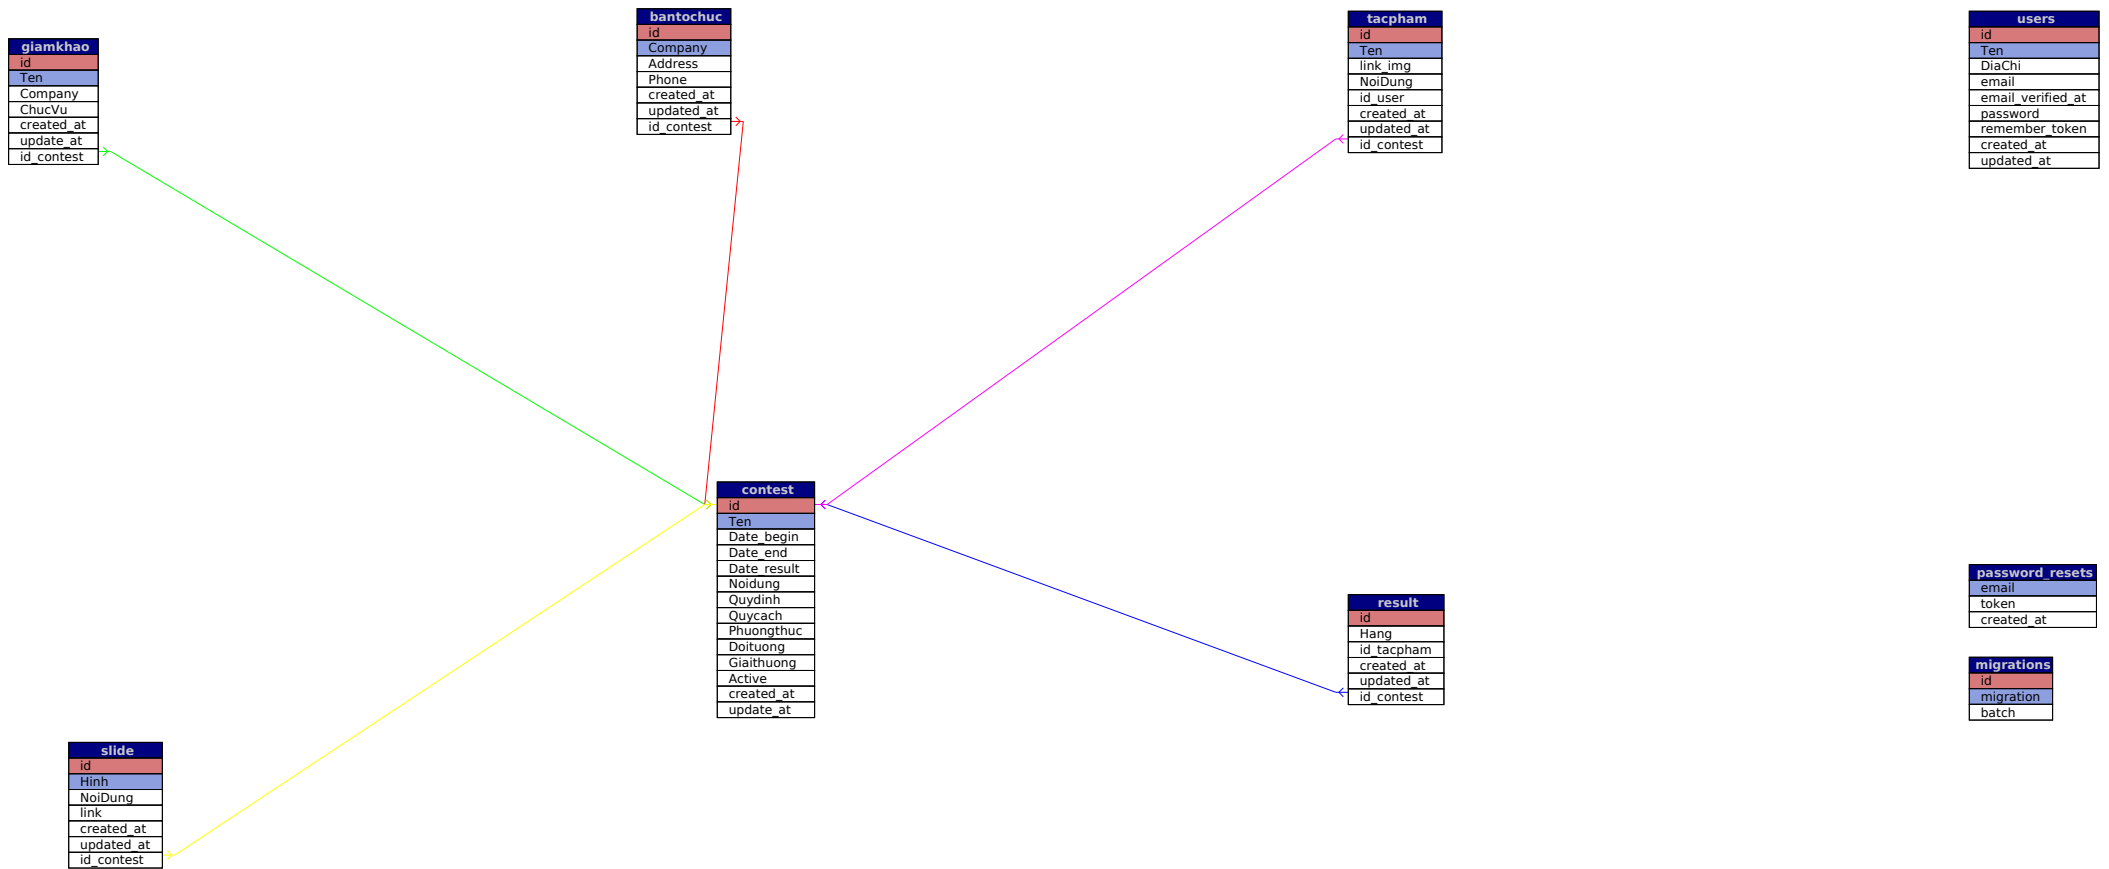 giamkhao
id
Ten
Company
ChucVu
created_at
update_at
id_contest
bantochuc
id
Company
Address
Phone
created_at
updated_at
id_contest
tacpham
id
Ten
link_img
NoiDung
id_user
created_at
updated_at
id_contest
users
id
Ten
DiaChi
email
email_verified_at
password
remember_token
created_at
updated_at
contest
id
Ten
Date_begin
Date_end
Date_result
Noidung
Quydinh
Quycach
Phuongthuc
Doituong
Giaithuong
Active
created_at
update_at
result
id
Hang
id_tacpham
created_at
updated_at
id_contest
password_resets
email
token
created_at
migrations
id
migration
batch
slide
id
Hinh
NoiDung
link
created_at
updated_at
id_contest